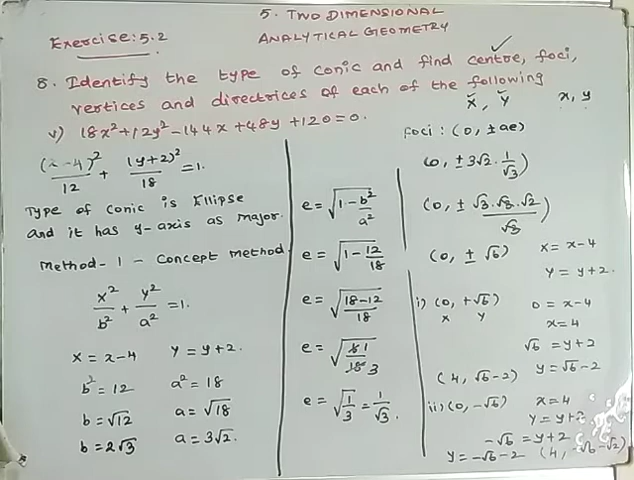 5. TWO DIMENSIONAL
ANALYTICAL GEOMETRY
Exercise: 5.2
8. Identify the type of conic and find centre, foci,
vertices and directrices of each of the following
v) 18x²+12y²-144x+48y+120=0.
(x-4)²/12 + (y+2)²/18 = 1.
Type of conic is Ellipse
and it has y-axis as major.
Method-1 - Concept method
x²/b² + y²/a² = 1.
X = x-4 Y = y+2.
b² = 12 a² = 18
b = √12 a = √18
b = 2√3 a = 3√2.
e = √(1-b²/a²)
e = √(1-12/18)
e = √(18-12/18)
e = √(6 1/18 3)
e = √(1/3) = 1/√3.
X, Y x, y
foci : (0, ±ae)
(0, ±3√2 · 1/√3)
(0, ± √3·√3·√2/√3)
(0, ± √6) X = x-4
Y = y+2.
i) (0, +√6) 0 = x-4
X Y x=4
√6 = y+2
(4, √6-2) y=√6-2
ii) (0, -√6) x=4
Y = y+2
-√6 = y+2
y = -√6-2 (4, -√6-√2)